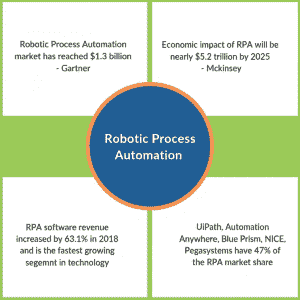 Robotic Process Automation
market has reached $1.3 billion
- Gartner
Economic impact of RPA will be
nearly $5.2 trillion by 2025
- Mckinsey
Robotic Process
Automation
RPA software revenue
increased by 63.1% in 2018
and is the fastest growing
segemnt in technology
UiPath, Automation
Anywhere, Blue Prism, NICE,
Pegasystems have 47% of
the RPA market share